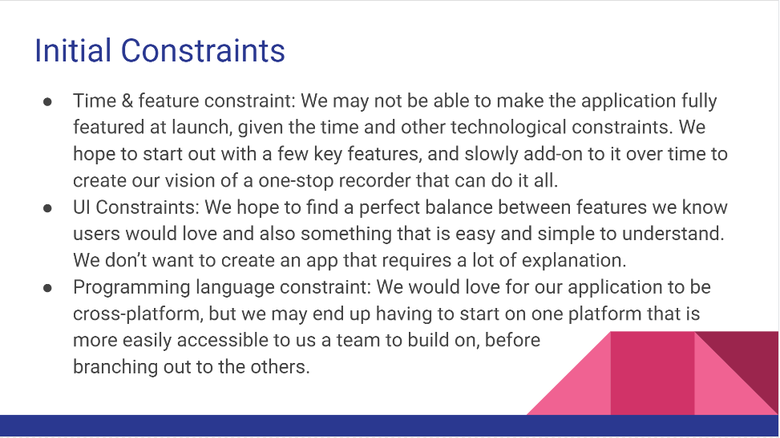 Initial Constraints
● Time & feature constraint: We may not be able to make the application fully
featured at launch, given the time and other technological constraints. We
hope to start out with a few key features, and slowly add-on to it over time to
create our vision of a one-stop recorder that can do it all.
● UI Constraints: We hope to find a perfect balance between features we know
users would love and also something that is easy and simple to understand.
We don’t want to create an app that requires a lot of explanation.
● Programming language constraint: We would love for our application to be
cross-platform, but we may end up having to start on one platform that is
more easily accessible to us a team to build on, before
branching out to the others.